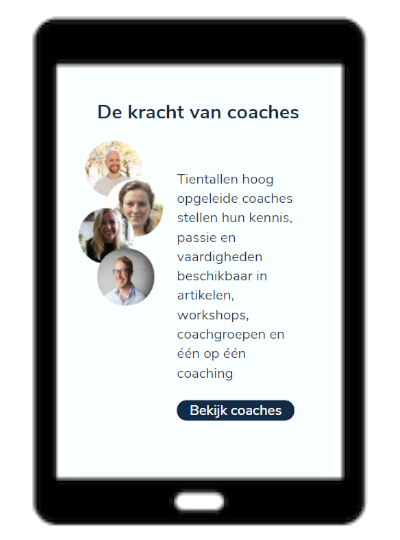 De kracht van coaches
Tientallen hoog
opgeleide coaches
stellen hun kennis,
passie en
vaardigheden
beschikbaar in
artikelen,
workshops,
coachgroepen en
één op één
coaching
Bekijk coaches